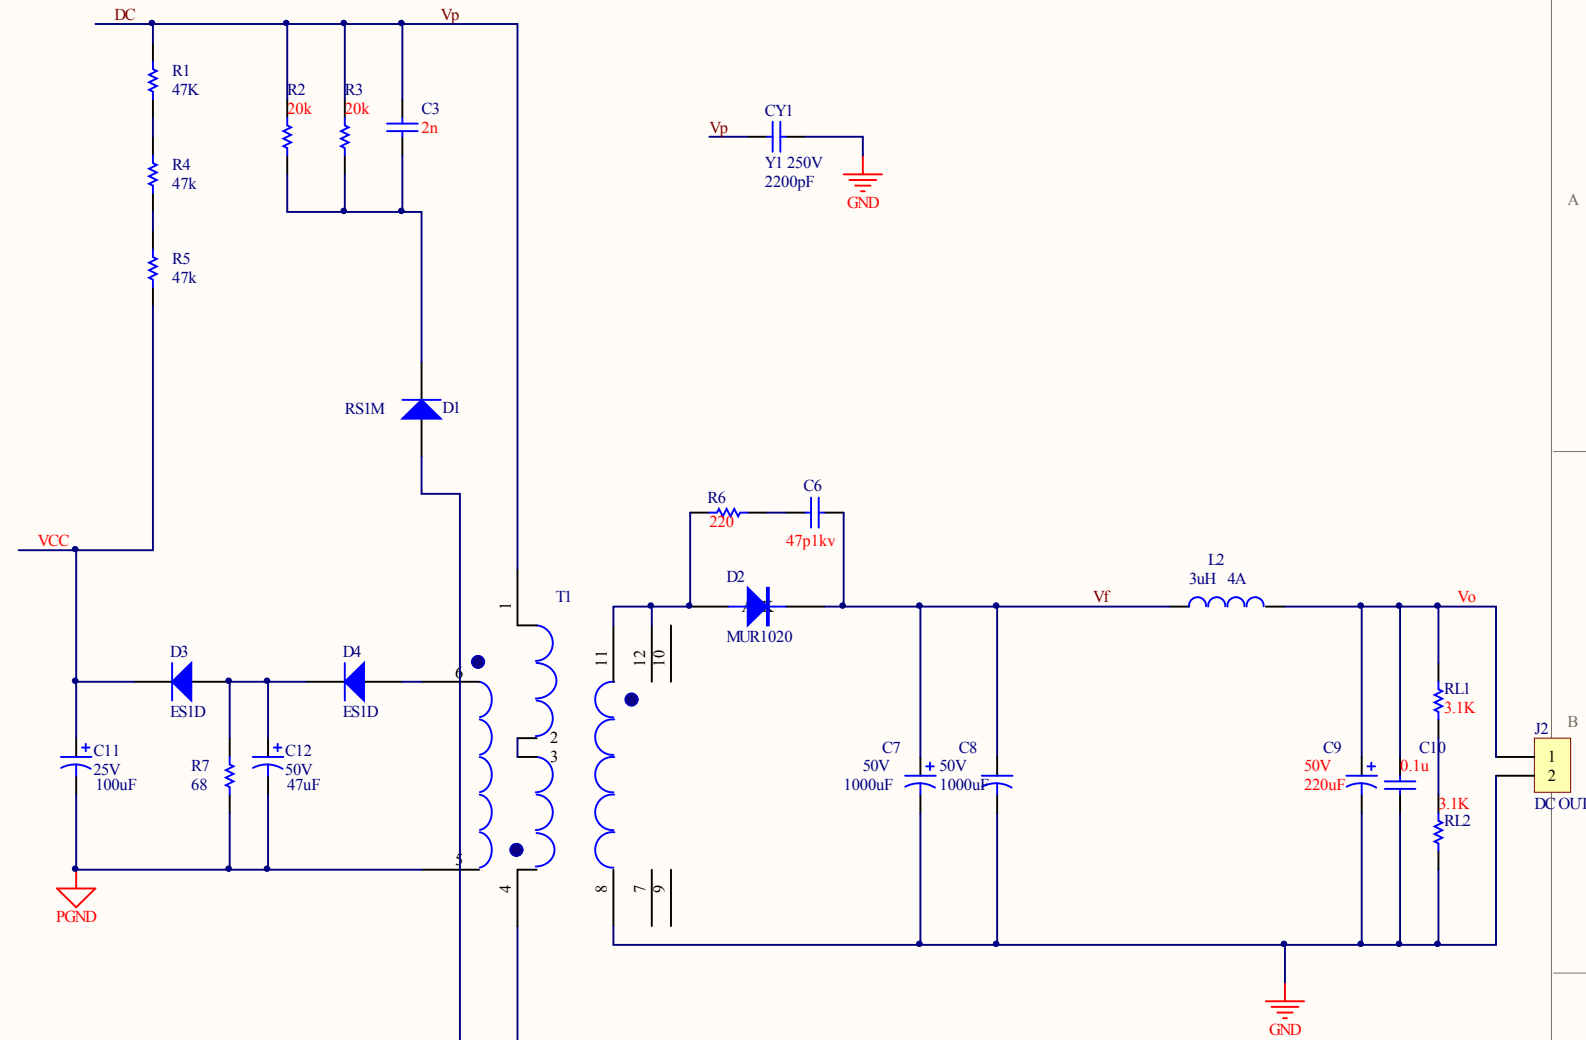 DC
Vp
R1
47K
R2
20k
R3
20k
C3
2n
R4
47k
R5
47k
Vp
CY1
Y1 250V
2200pF
GND
A
RS1M
D1
VCC
R6
220
C6
47p1kv
D2
MUR1020
Vf
L2
3uH 4A
Vo
T1
1
2
3
4
6
5
11
12
10
8
7
9
D3
ES1D
D4
ES1D
C11
25V
100uF
R7
68
C12
50V
47uF
PGND
C7
50V
1000uF
C8
50V
1000uF
C9
50V
220uF
C10
0.1u
RL1
3.1K
3.1K
RL2
J2
1
2
DC OUT
B
GND